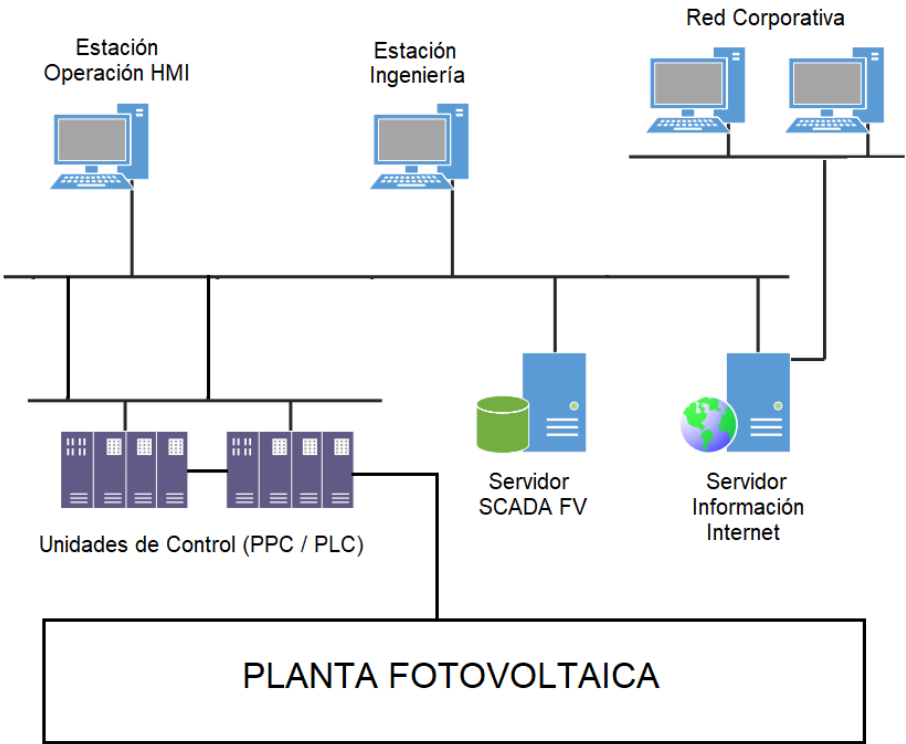 Red Corporativa
Estación
Operación HMI
Estación
Ingeniería
Servidor
SCADA FV
Servidor
Información
Internet
Unidades de Control (PPC / PLC)
PLANTA FOTOVOLTAICA